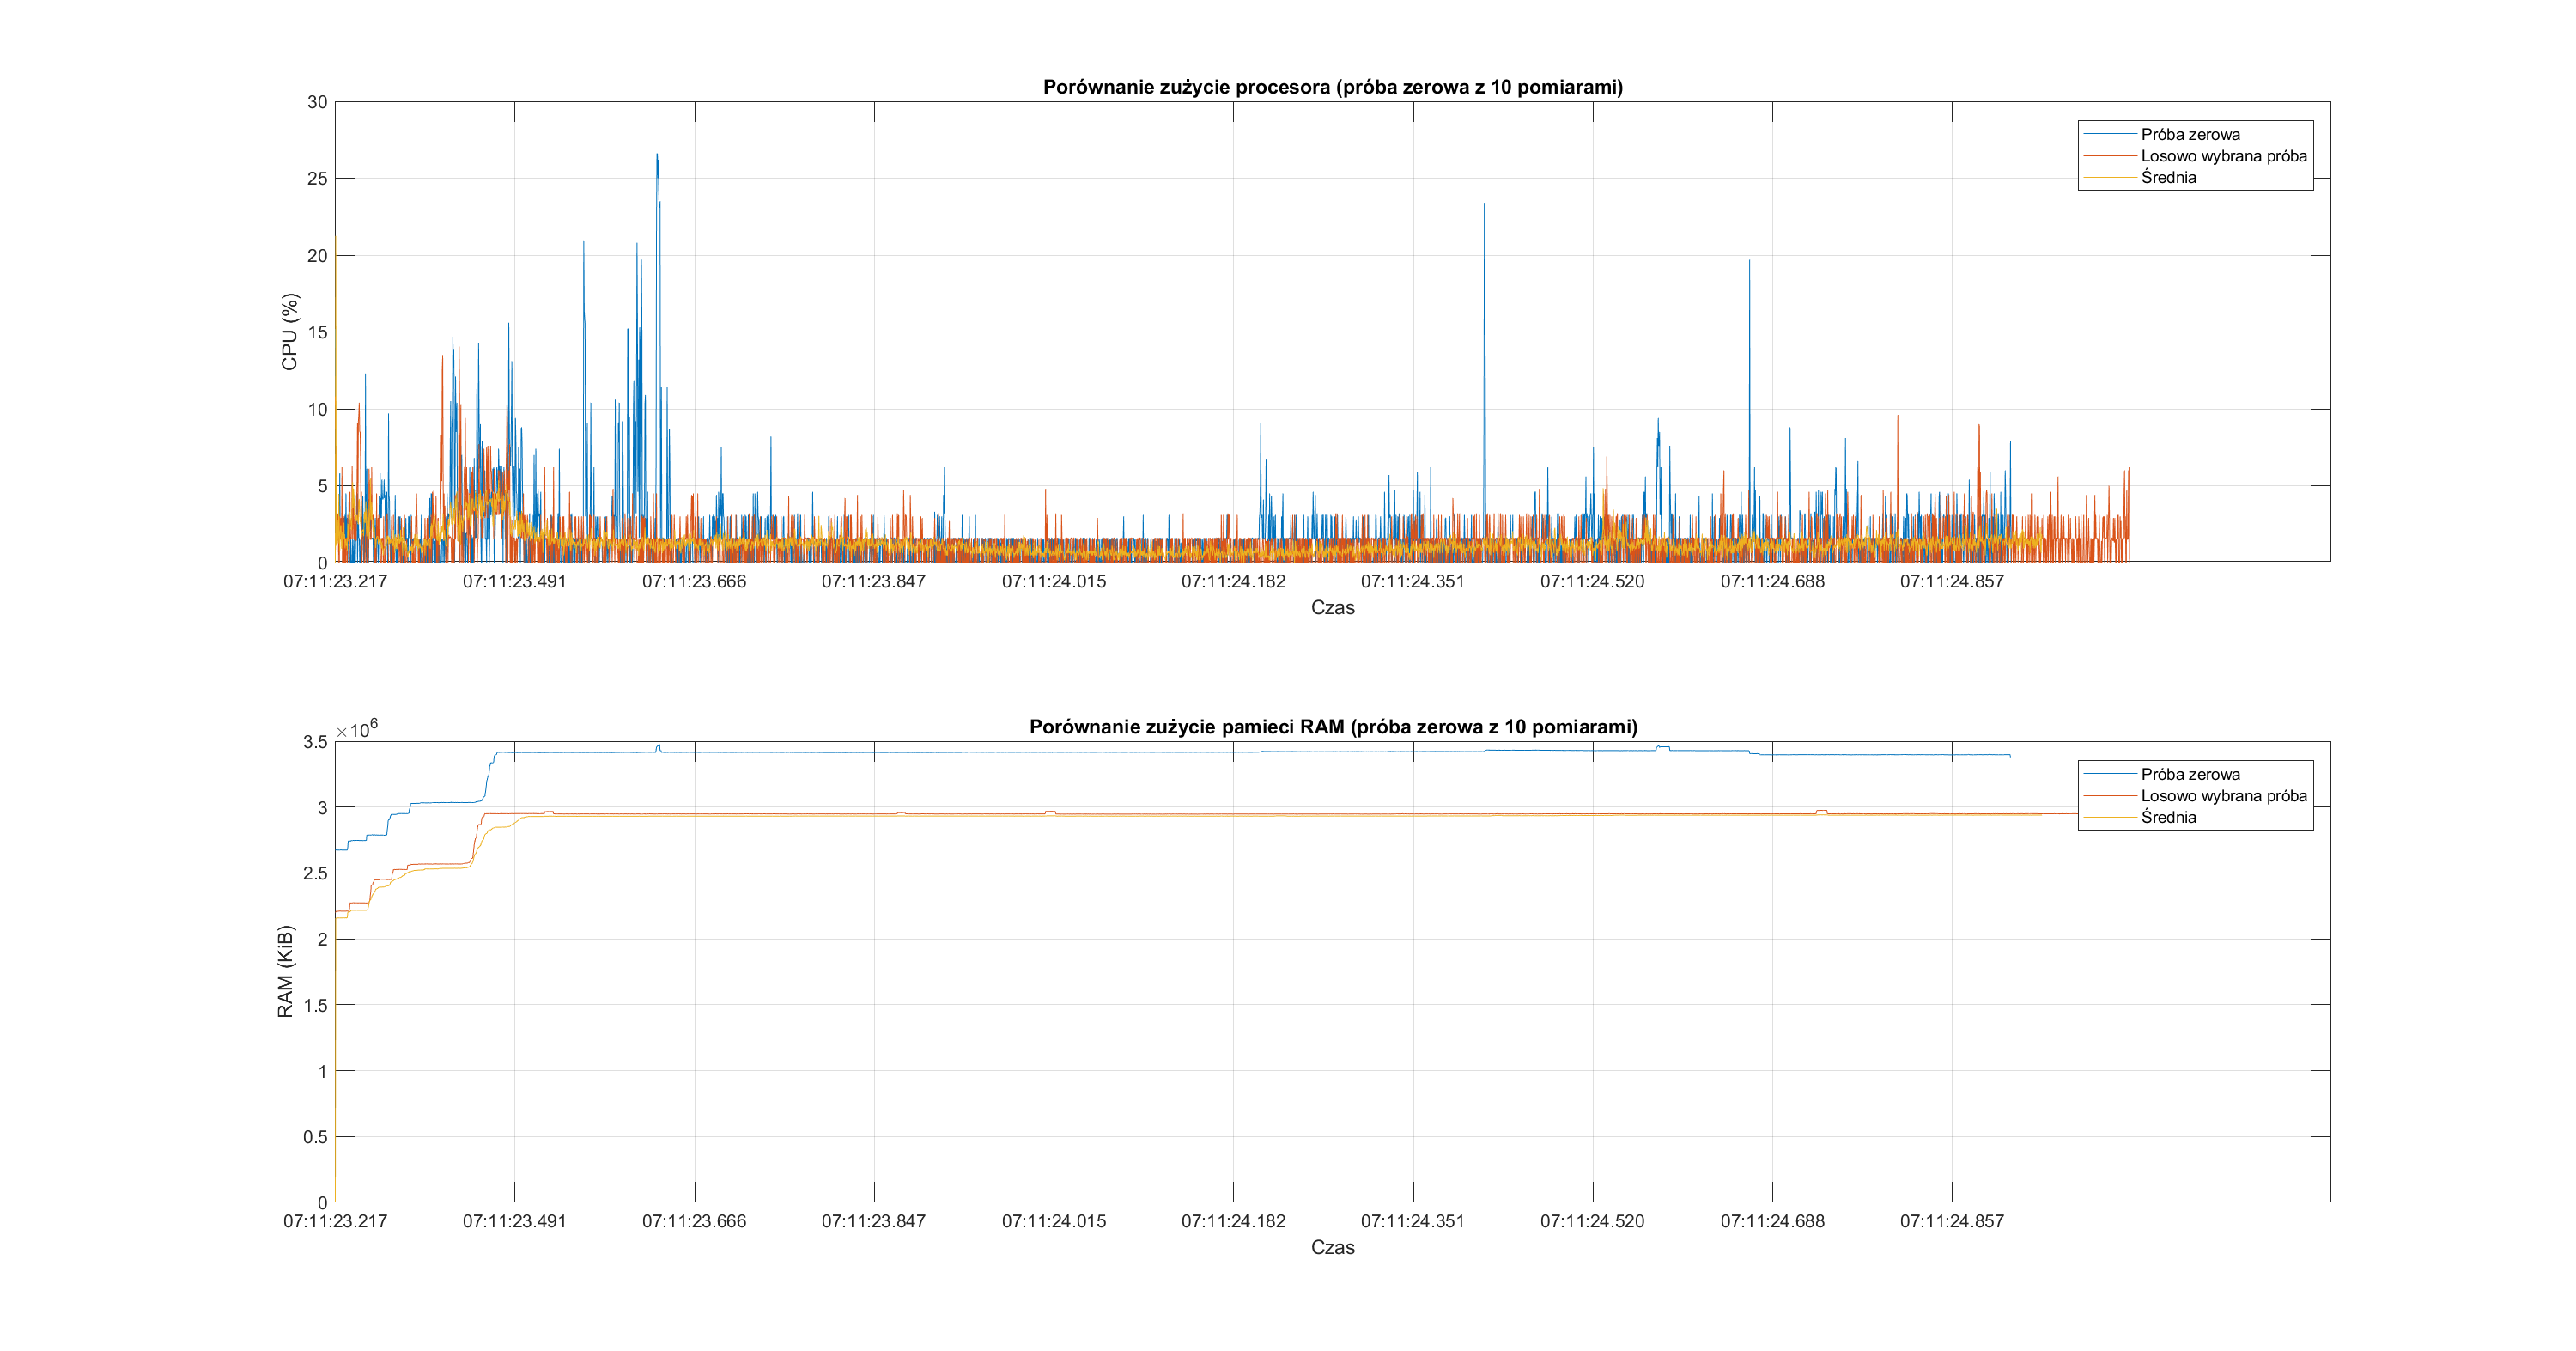 Porównanie zużycie procesora (próba zerowa z 10 pomiarami)
30
25
20
15
10
5
0
CPU (%)
Próba zerowa
Losowo wybrana próba
Średnia
07:11:23.217 07:11:23.491 07:11:23.666 07:11:23.847 07:11:24.015 07:11:24.182 07:11:24.351 07:11:24.520 07:11:24.688 07:11:24.857
Czas
Porównanie zużycie pamieci RAM (próba zerowa z 10 pomiarami)
×10⁶
3.5
3
2.5
2
1.5
1
0.5
0
RAM (KiB)
Próba zerowa
Losowo wybrana próba
Średnia
07:11:23.217 07:11:23.491 07:11:23.666 07:11:23.847 07:11:24.015 07:11:24.182 07:11:24.351 07:11:24.520 07:11:24.688 07:11:24.857
Czas